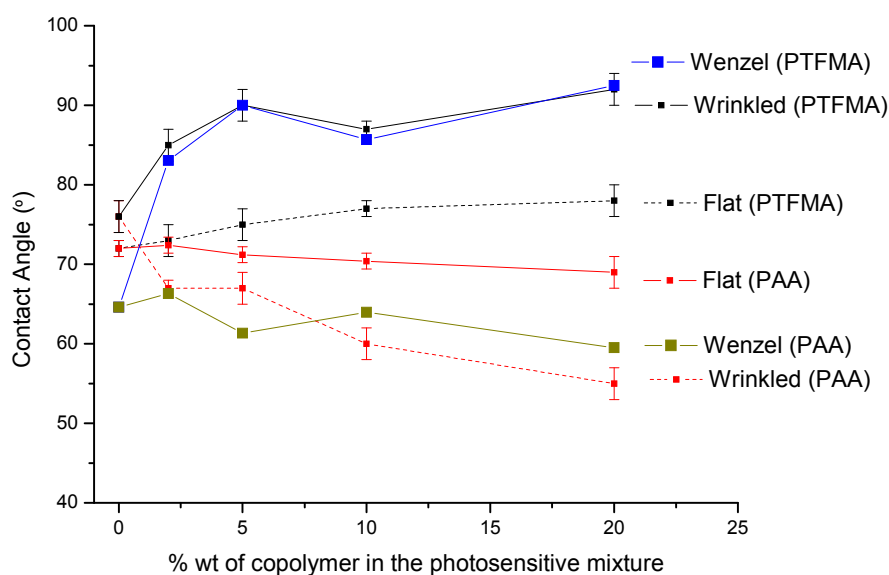 100
90
80
70
60
50
40
Contact Angle (º)
0
5
10
15
20
25
% wt of copolymer in the photosensitive mixture
Wenzel (PTFMA)
Wrinkled (PTFMA)
Flat (PTFMA)
Flat (PAA)
Wenzel (PAA)
Wrinkled (PAA)